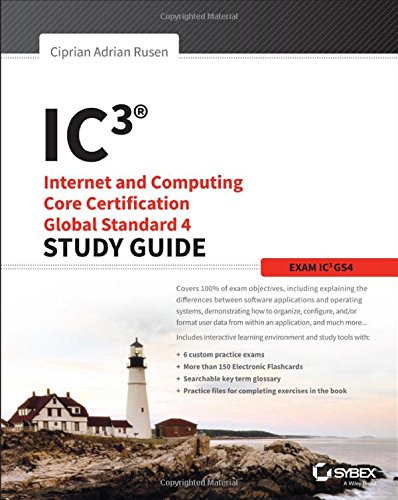 Copyrighted Material
Ciprian Adrian Rusen
IC³®
Internet and Computing
Core Certification
Global Standard 4
STUDY GUIDE
EXAM IC³ GS4
Covers 100% of exam objectives, including explaining the
differences between software applications and operating
systems, demonstrating how to organize, configure, and/or
format user data from within an application, and much more...
Includes interactive learning environment and study tools with:
+ 6 custom practice exams
+ More than 150 Electronic Flashcards
+ Searchable key term glossary
+ Practice files for completing exercises in the book
SYBEX
A Wiley Brand
Copyrighted Material